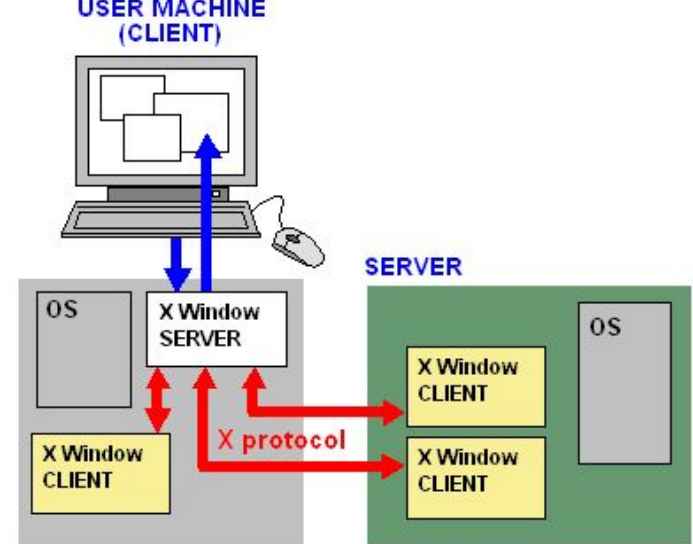 USER MACHINE
(CLIENT)
SERVER
OS
X Window
SERVER
OS
X Window
CLIENT
X protocol
X Window
CLIENT
X Window
CLIENT